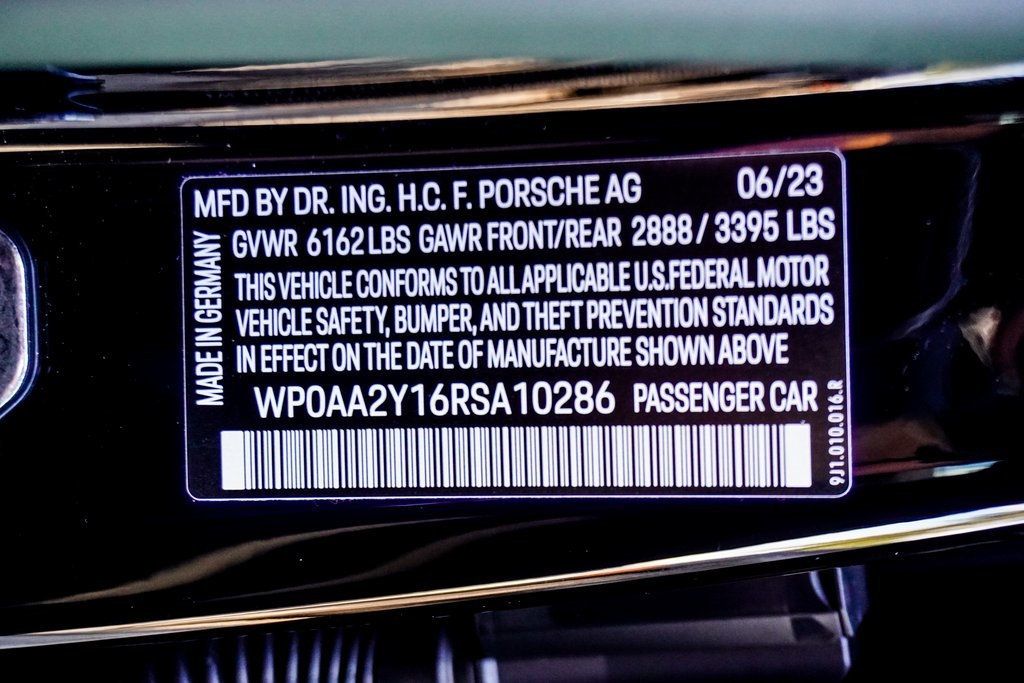 MFD BY DR. ING. H.C. F. PORSCHE AG 06/23
GVWR 6162 LBS GAWR FRONT/REAR 2888 / 3395 LBS
THIS VEHICLE CONFORMS TO ALL APPLICABLE U.S.FEDERAL MOTOR
VEHICLE SAFETY, BUMPER, AND THEFT PREVENTION STANDARDS
IN EFFECT ON THE DATE OF MANUFACTURE SHOWN ABOVE
WP0AA2Y16RSA10286 PASSENGER CAR
MADE IN GERMANY
9J1.010.016.R